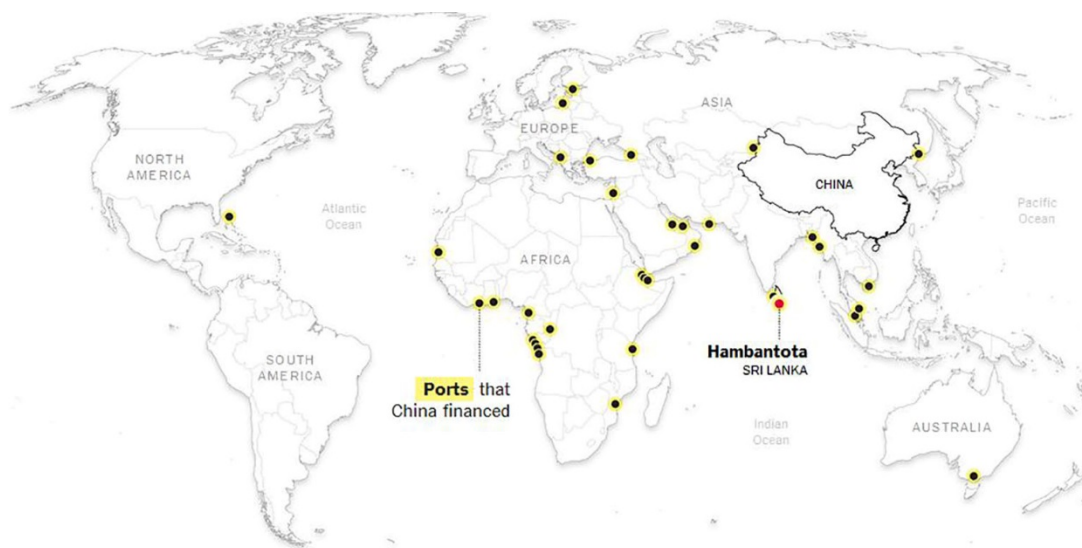 ASIA
EUROPE
NORTH
AMERICA
CHINA
Atlantic
Ocean
Pacific
Ocean
AFRICA
Hambantota
SRI LANKA
SOUTH
AMERICA
Ports that
China financed
Indian
Ocean
AUSTRALIA